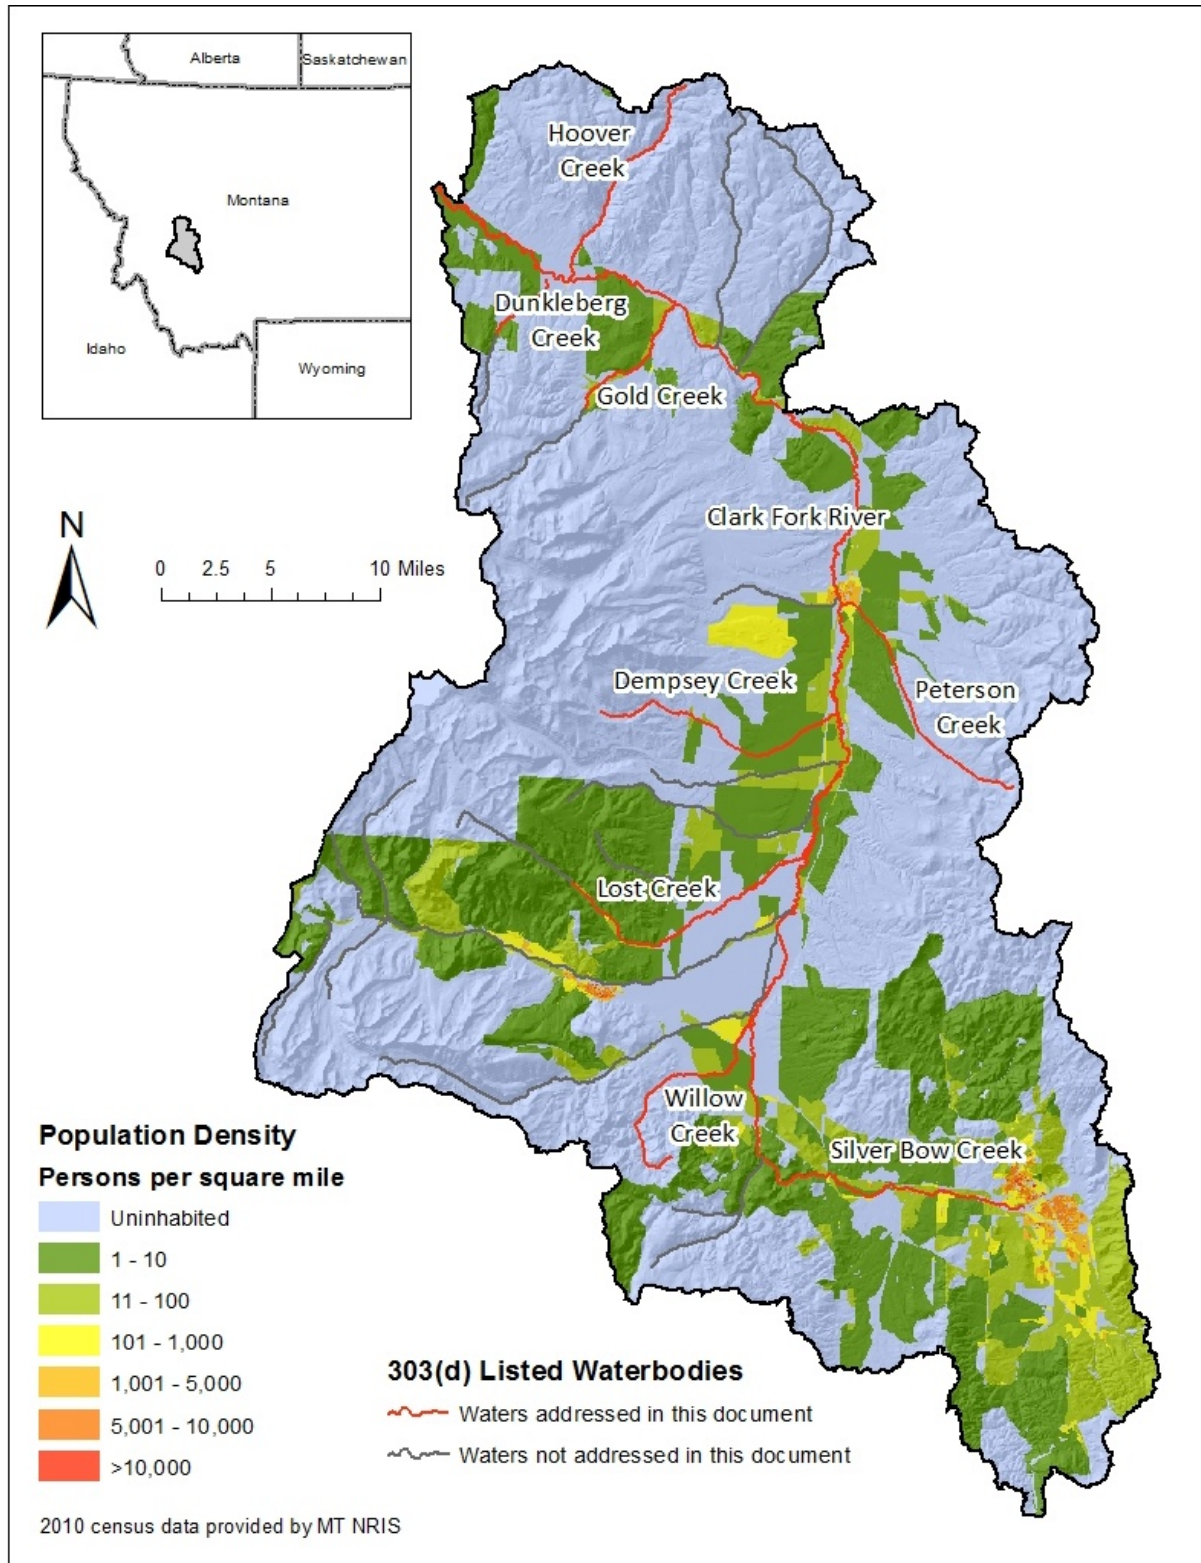 Alberta
Saskatchewan
Montana
Idaho
Wyoming
Hoover
Creek
Dunkleberg
Creek
Gold Creek
N
0 2.5 5 10 Miles
Clark Fork River
Dempsey Creek
Peterson
Creek
Lost Creek
Willow
Creek
Silver Bow Creek
Population Density
Persons per square mile
Uninhabited
1 - 10
11 - 100
101 - 1,000
1,001 - 5,000
5,001 - 10,000
>10,000
303(d) Listed Waterbodies
Waters addressed in this document
Waters not addressed in this document
2010 census data provided by MT NRIS